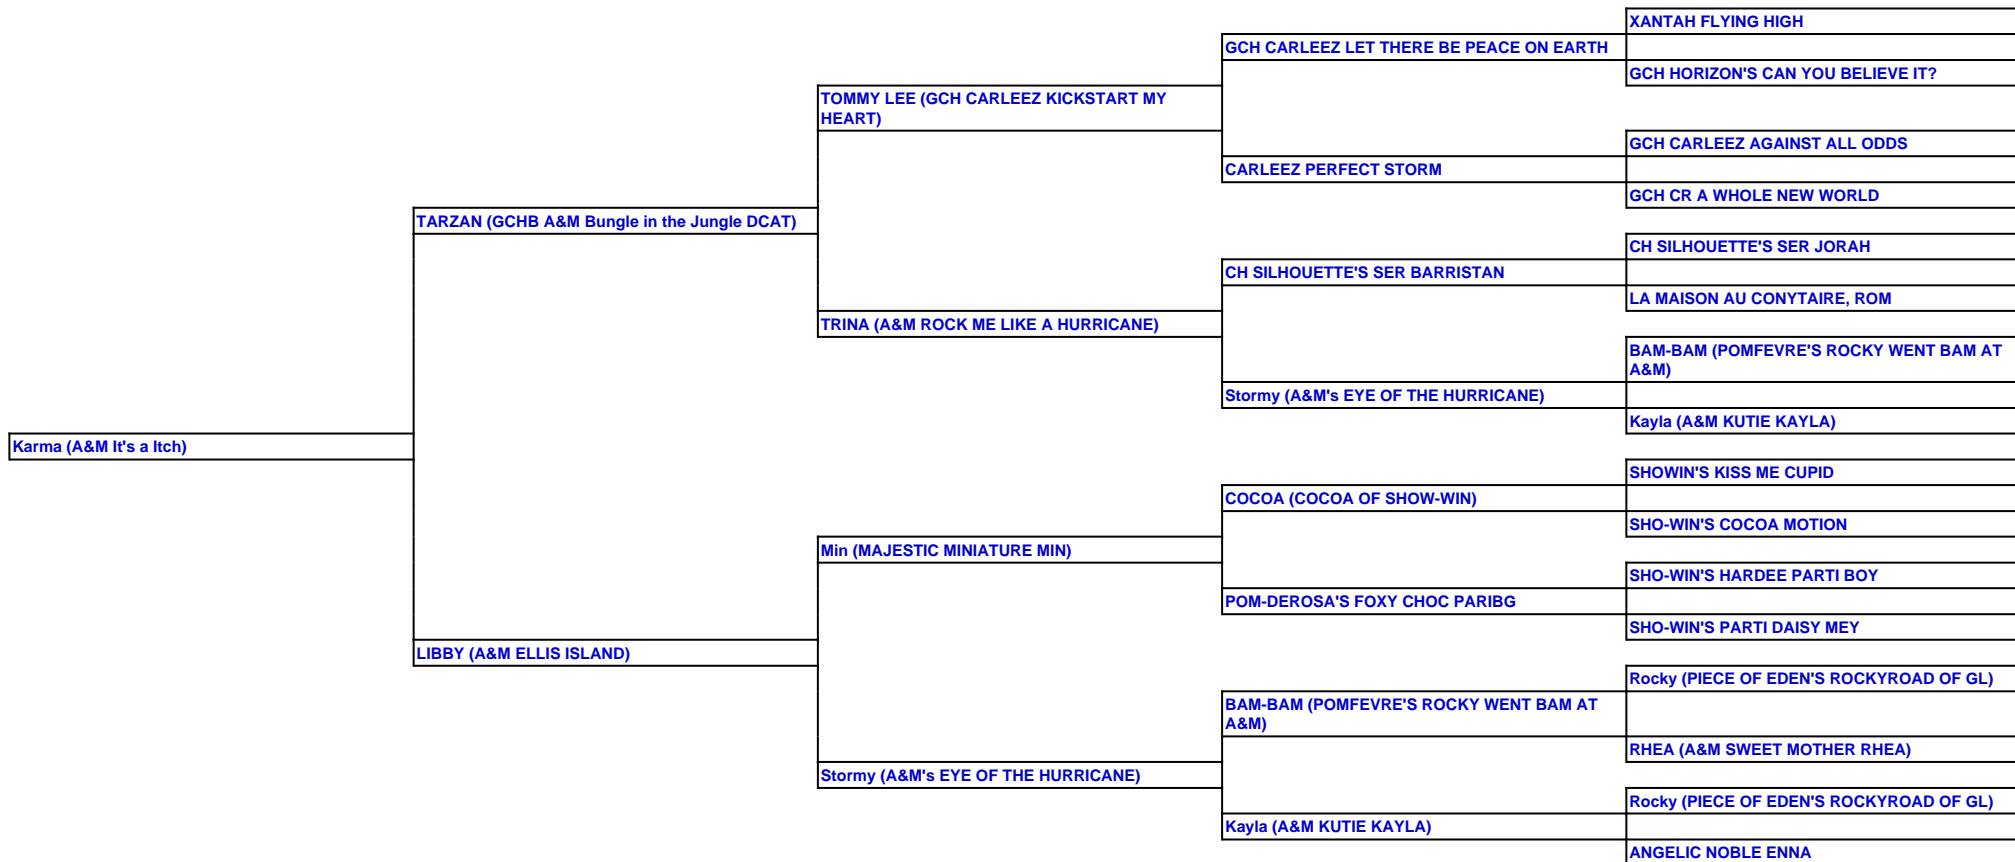 XANTAH FLYING HIGH
GCH CARLEEZ LET THERE BE PEACE ON EARTH
GCH HORIZON'S CAN YOU BELIEVE IT?
TOMMY LEE (GCH CARLEEZ KICKSTART MY
HEART)
GCH CARLEEZ AGAINST ALL ODDS
CARLEEZ PERFECT STORM
GCH CR A WHOLE NEW WORLD
TARZAN (GCHB A&M Bungle in the Jungle DCAT)
CH SILHOUETTE'S SER JORAH
CH SILHOUETTE'S SER BARRISTAN
LA MAISON AU CONYTAIRE, ROM
TRINA (A&M ROCK ME LIKE A HURRICANE)
BAM-BAM (POMFEVRE'S ROCKY WENT BAM AT
A&M)
Stormy (A&M's EYE OF THE HURRICANE)
Kayla (A&M KUTIE KAYLA)
Karma (A&M It's a Itch)
SHOWIN'S KISS ME CUPID
COCOA (COCOA OF SHOW-WIN)
SHO-WIN'S COCOA MOTION
Min (MAJESTIC MINIATURE MIN)
SHO-WIN'S HARDEE PARTI BOY
POM-DEROSA'S FOXY CHOC PARIBG
SHO-WIN'S PARTI DAISY MEY
LIBBY (A&M ELLIS ISLAND)
Rocky (PIECE OF EDEN'S ROCKYROAD OF GL)
BAM-BAM (POMFEVRE'S ROCKY WENT BAM AT
A&M)
RHEA (A&M SWEET MOTHER RHEA)
Stormy (A&M's EYE OF THE HURRICANE)
Rocky (PIECE OF EDEN'S ROCKYROAD OF GL)
Kayla (A&M KUTIE KAYLA)
ANGELIC NOBLE ENNA